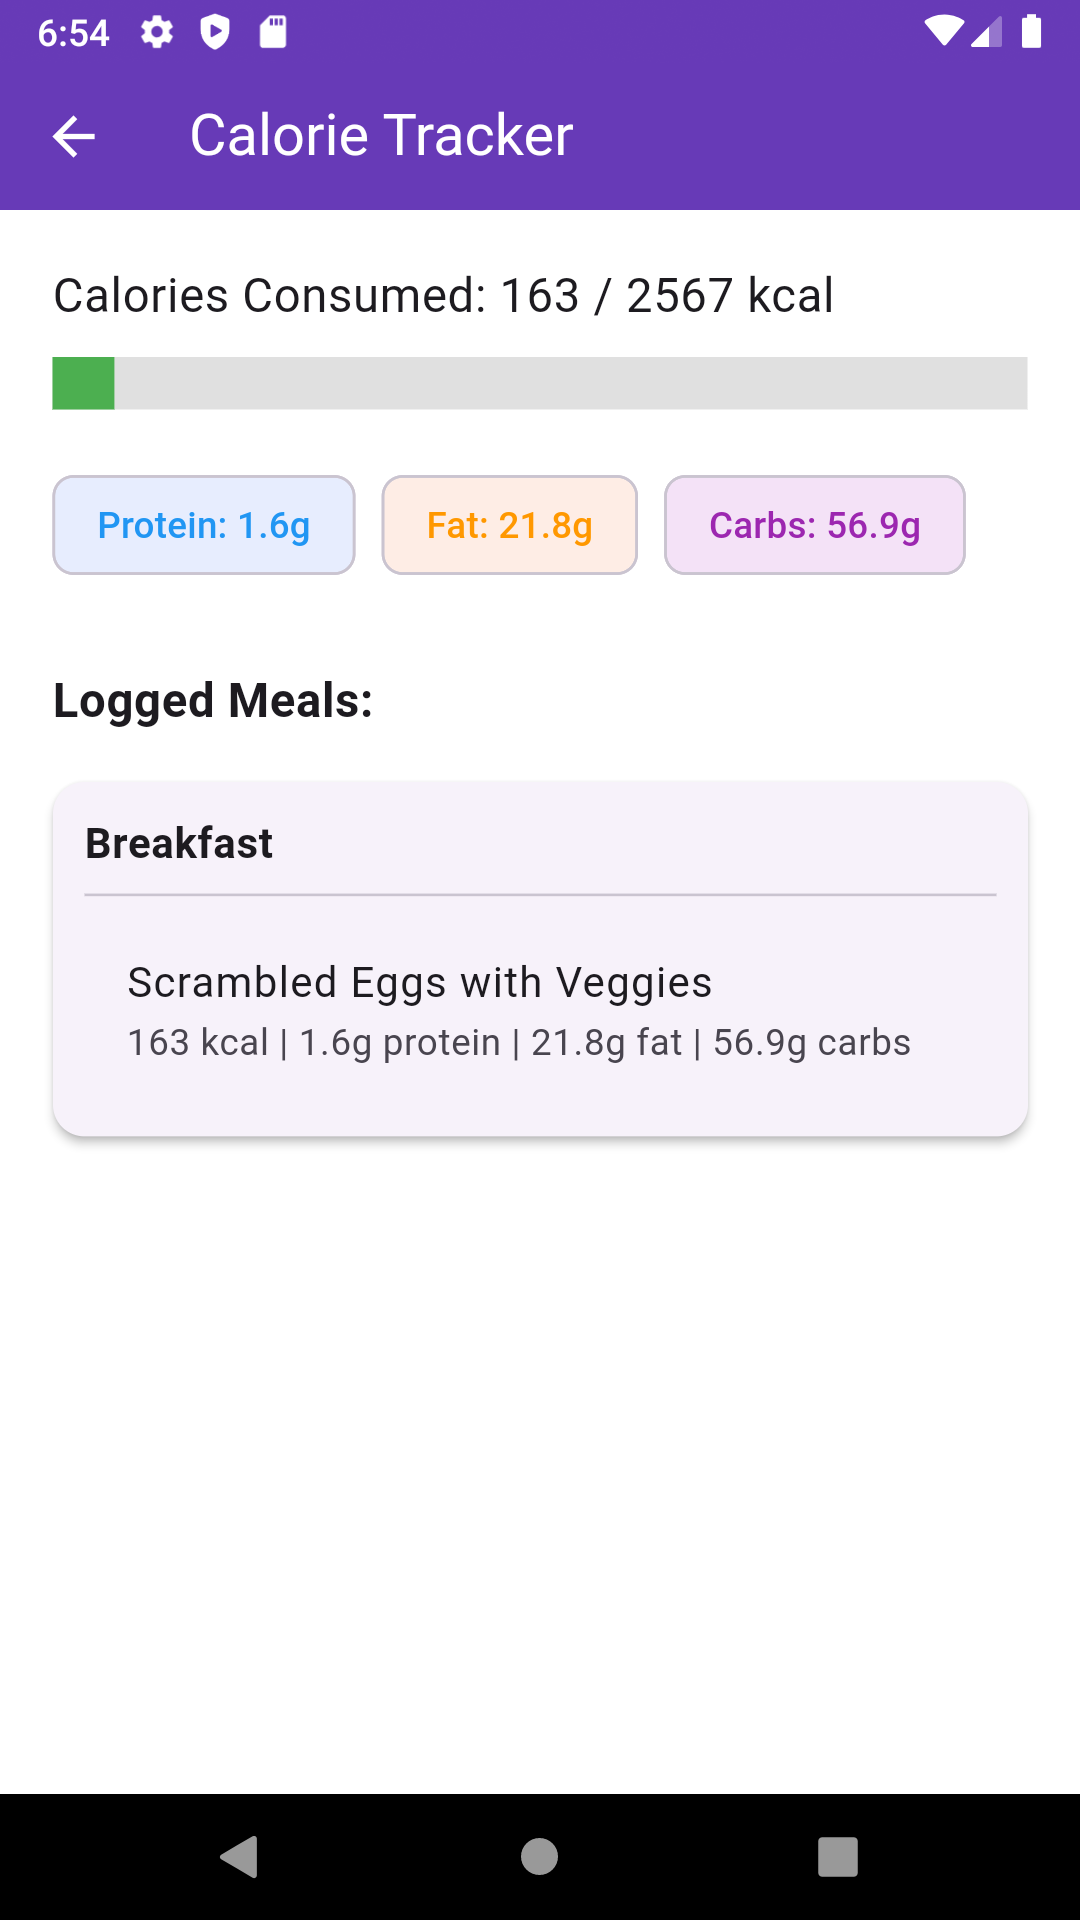 6:54
Calorie Tracker
Calories Consumed: 163 / 2567 kcal
Protein: 1.6g Fat: 21.8g Carbs: 56.9g
Logged Meals:
Breakfast
Scrambled Eggs with Veggies
163 kcal | 1.6g protein | 21.8g fat | 56.9g carbs